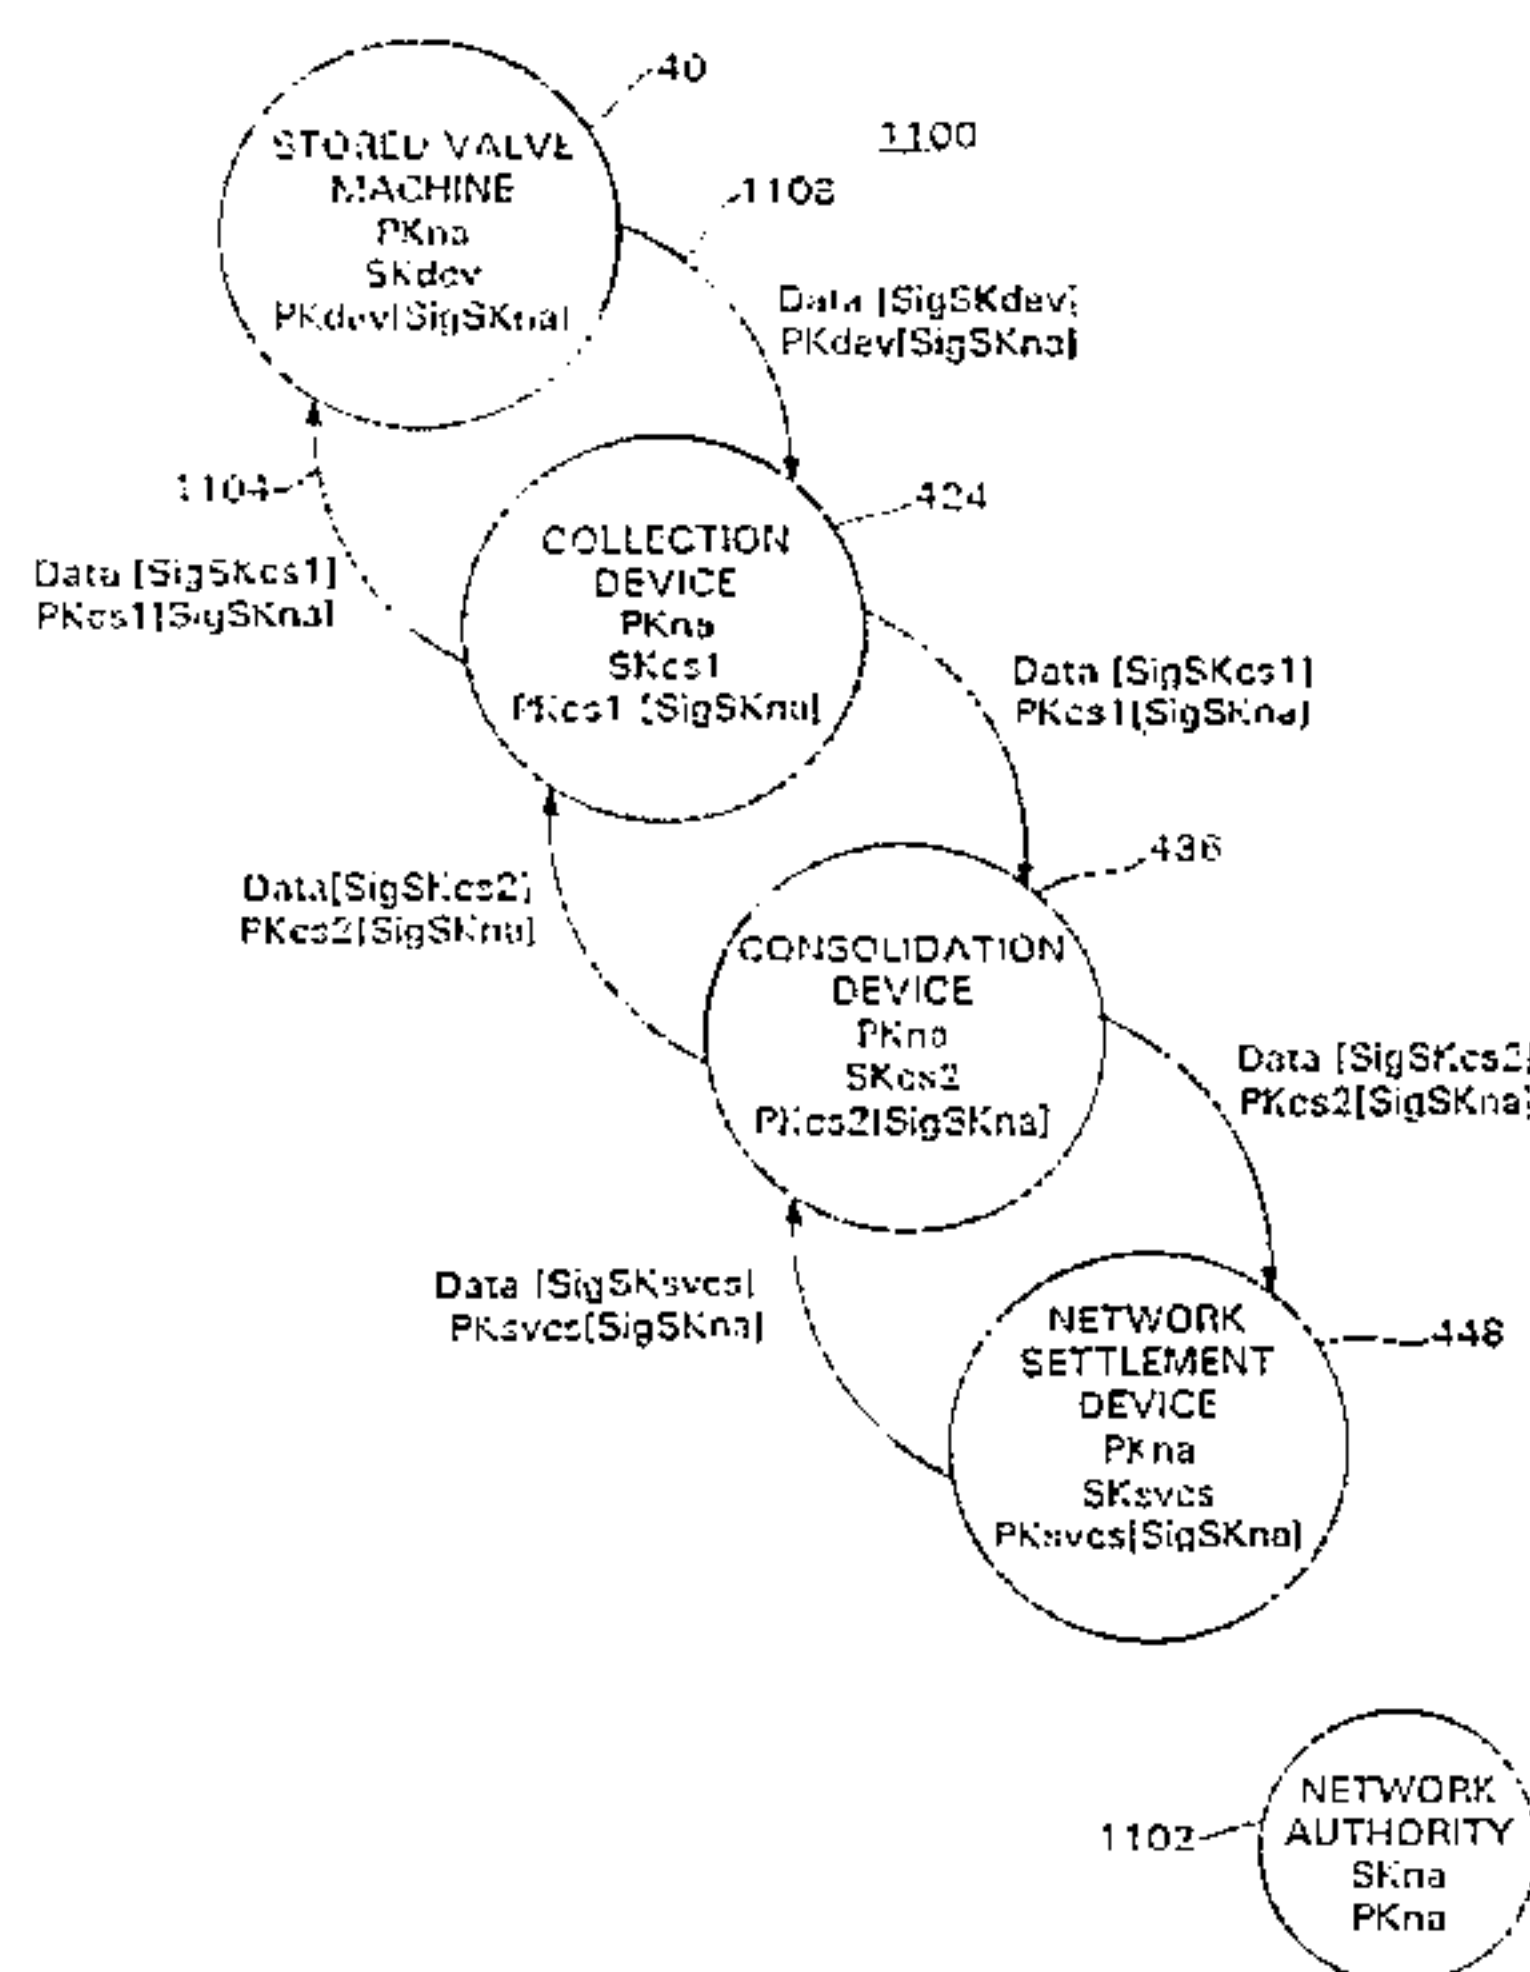 40
1100
STORED VALVE
MACHINE
PKna
SKdev
PKdev[SigSKna]
1108
Data [SigSKdev]
PKdev[SigSKna]
1104
Data [SigSKcs1]
PKcs1[SigSKna]
424
COLLECTION
DEVICE
PKna
SKcs1
PKcs1 [SigSKna]
Data [SigSKcs1]
PKcs1[SigSKna]
436
Data[SigSKcs2]
PKcs2[SigSKna]
CONSOLIDATION
DEVICE
PKna
SKcs2
PKcs2[SigSKna]
Data [SigSKcs2]
PKcs2[SigSKna]
Data [SigSKsvcs]
PKsvcs[SigSKna]
448
NETWORK
SETTLEMENT
DEVICE
PKna
SKsvcs
PKsvcs[SigSKna]
1102
NETWORK
AUTHORITY
SKna
PKna